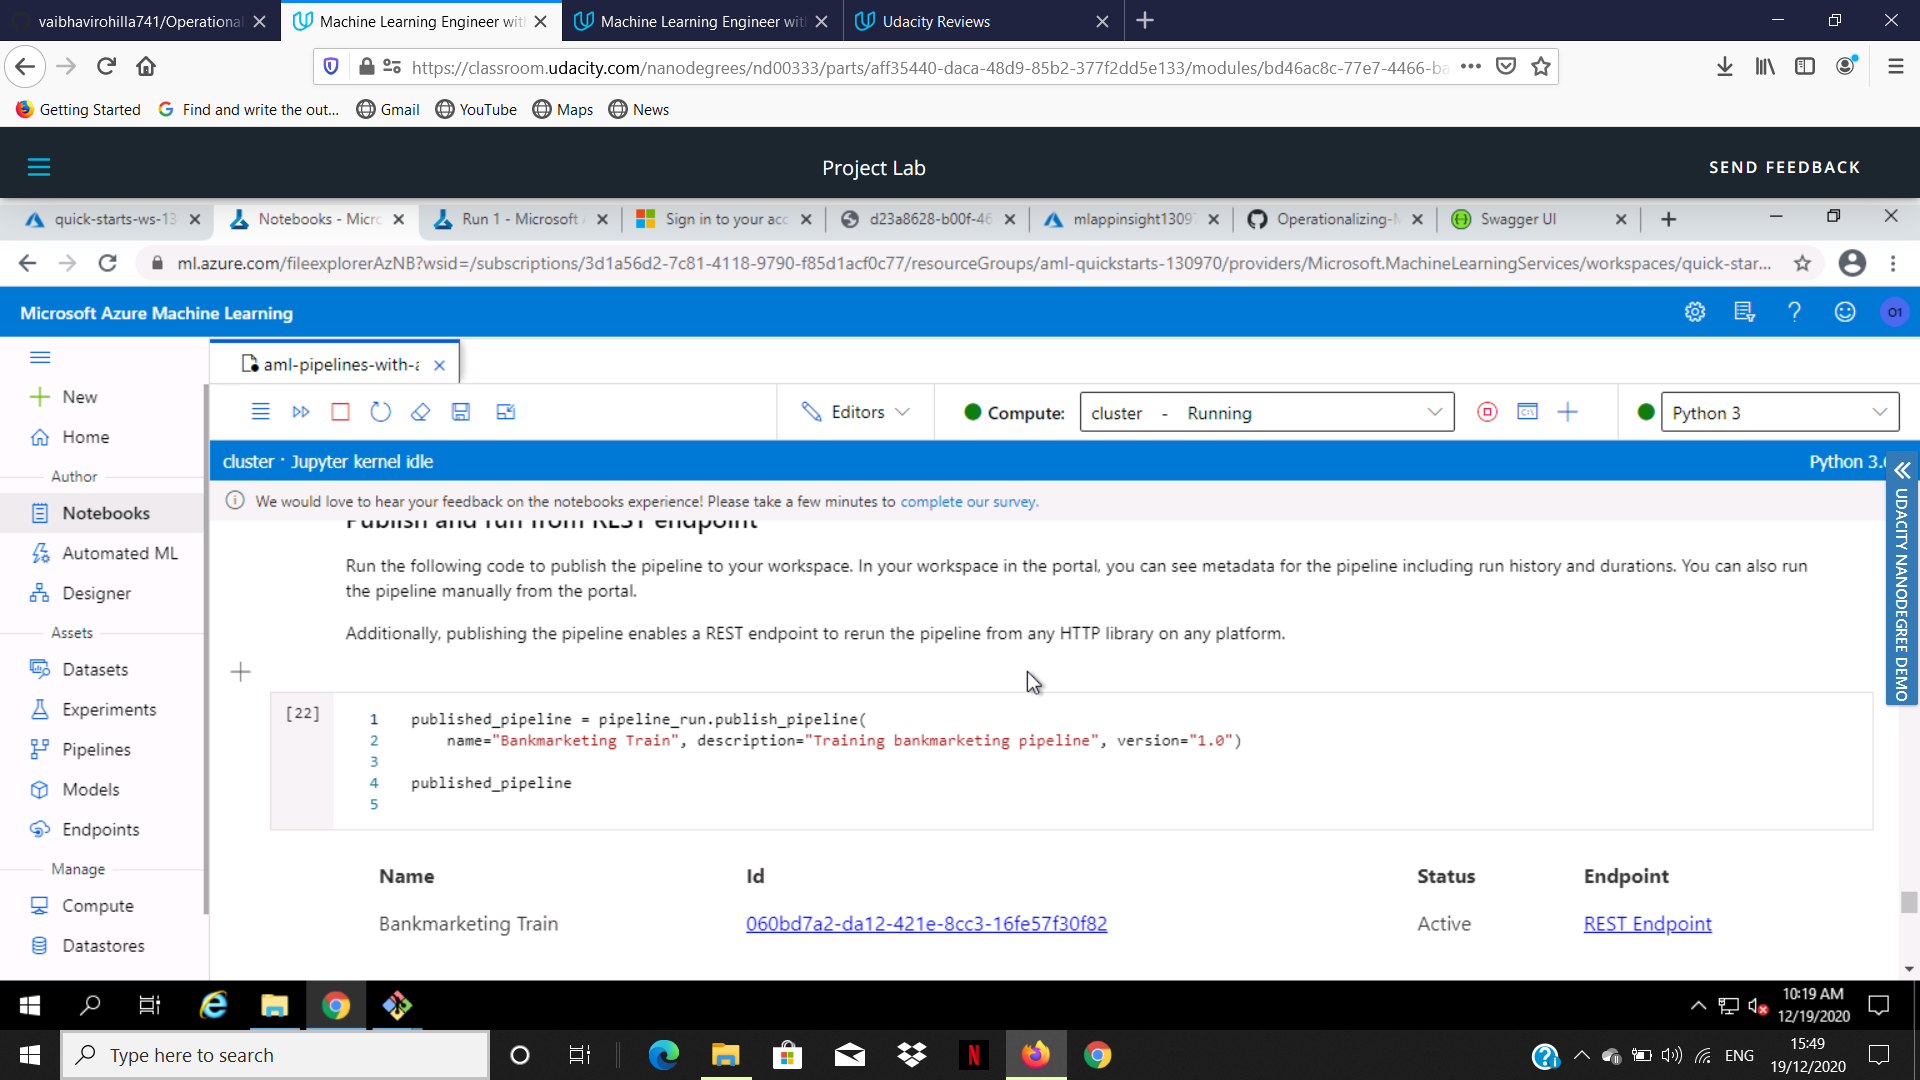 vaibhavirohilla741/Operational
Machine Learning Engineer wit
Machine Learning Engineer wit
Udacity Reviews
https://classroom.udacity.com/nanodegrees/nd00333/parts/aff35440-daca-48d9-85b2-377f2dd5e133/modules/bd46ac8c-77e7-4466-ba
Getting Started
Find and write the out...
Gmail
YouTube
Maps
News
Project Lab
SEND FEEDBACK
quick-starts-ws-13
Notebooks - Micro
Run 1 - Microsoft
Sign in to your acc
d23a8628-b00f-46
mlappinsight1309
Operationalizing-M
Swagger UI
ml.azure.com/fileexplorerAzNB?wsid=/subscriptions/3d1a56d2-7c81-4118-9790-f85d1acf0c77/resourceGroups/aml-quickstarts-130970/providers/Microsoft.MachineLearningServices/workspaces/quick-star...
Microsoft Azure Machine Learning
O1
New
Home
Author
Notebooks
Automated ML
Designer
Assets
Datasets
Experiments
Pipelines
Models
Endpoints
Manage
Compute
Datastores
aml-pipelines-with-a
Editors
Compute:
cluster - Running
Python 3
cluster · Jupyter kernel idle
Python 3.
We would love to hear your feedback on the notebooks experience! Please take a few minutes to complete our survey.
UDACITY NANODEGREE DEMO
Publish and run from REST endpoint
Run the following code to publish the pipeline to your workspace. In your workspace in the portal, you can see metadata for the pipeline including run history and durations. You can also run
the pipeline manually from the portal.
Additionally, publishing the pipeline enables a REST endpoint to rerun the pipeline from any HTTP library on any platform.
[22]
1 published_pipeline = pipeline_run.publish_pipeline(
2 name="Bankmarketing Train", description="Training bankmarketing pipeline", version="1.0")
3
4 published_pipeline
5
Name Id Status Endpoint
Bankmarketing Train 060bd7a2-da12-421e-8cc3-16fe57f30f82 Active REST Endpoint
10:19 AM
12/19/2020
Type here to search
ENG
15:49
19/12/2020